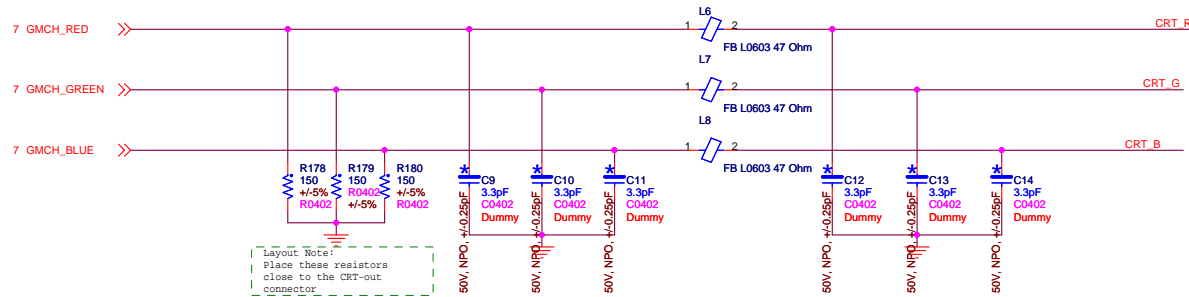 L6
7 GMCH_RED
1
2
CRT_R
FB L0603 47 Ohm
L7
7 GMCH_GREEN
1
2
CRT_G
FB L0603 47 Ohm
L8
7 GMCH_BLUE
1
2
CRT_B
FB L0603 47 Ohm
R178
150
+/-5%
R0402
R179
150
R0402
+/-5%
R180
150
+/-5%
R0402
C9
3.3pF
C0402
Dummy
50V, NPO, +/-0.25pF
C10
3.3pF
C0402
Dummy
50V, NPO, +/-0.25pF
C11
3.3pF
C0402
Dummy
50V, NPO, +/-0.25pF
C12
3.3pF
C0402
Dummy
50V, NPO, +/-0.25pF
C13
3.3pF
C0402
Dummy
50V, NPO, +/-0.25pF
C14
3.3pF
C0402
Dummy
50V, NPO, +/-0.25pF
Layout Note:
Place these resistors
close to the CRT-out
connector